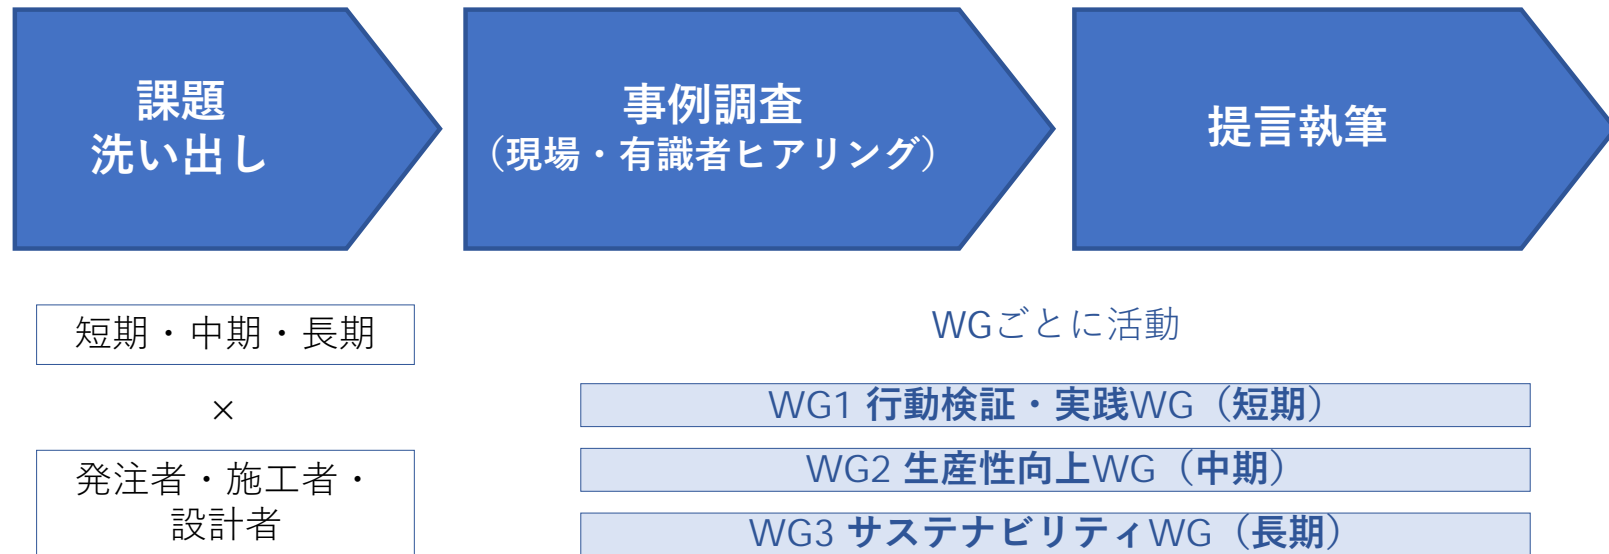 課題
洗い出し
事例調査
（現場・有識者ヒアリング）
提言執筆
短期・中期・長期
×
発注者・施工者・
設計者
WGごとに活動
WG1 行動検証・実践WG（短期）
WG2 生産性向上WG（中期）
WG3 サステナビリティWG（長期）